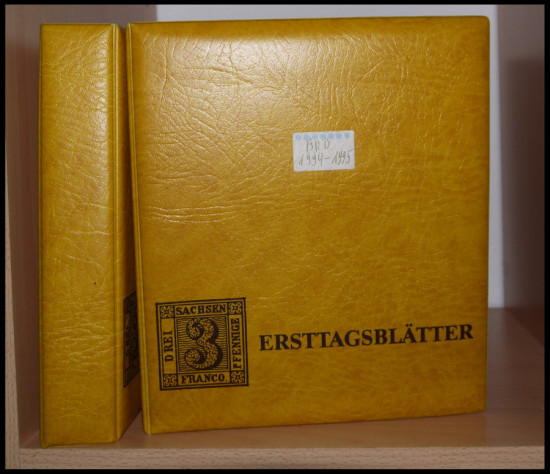 BRD
1994-1995
SACHSEN
DREI
3
PFENNIGE
FRANCO
ERSTTAGSBLÄTTER